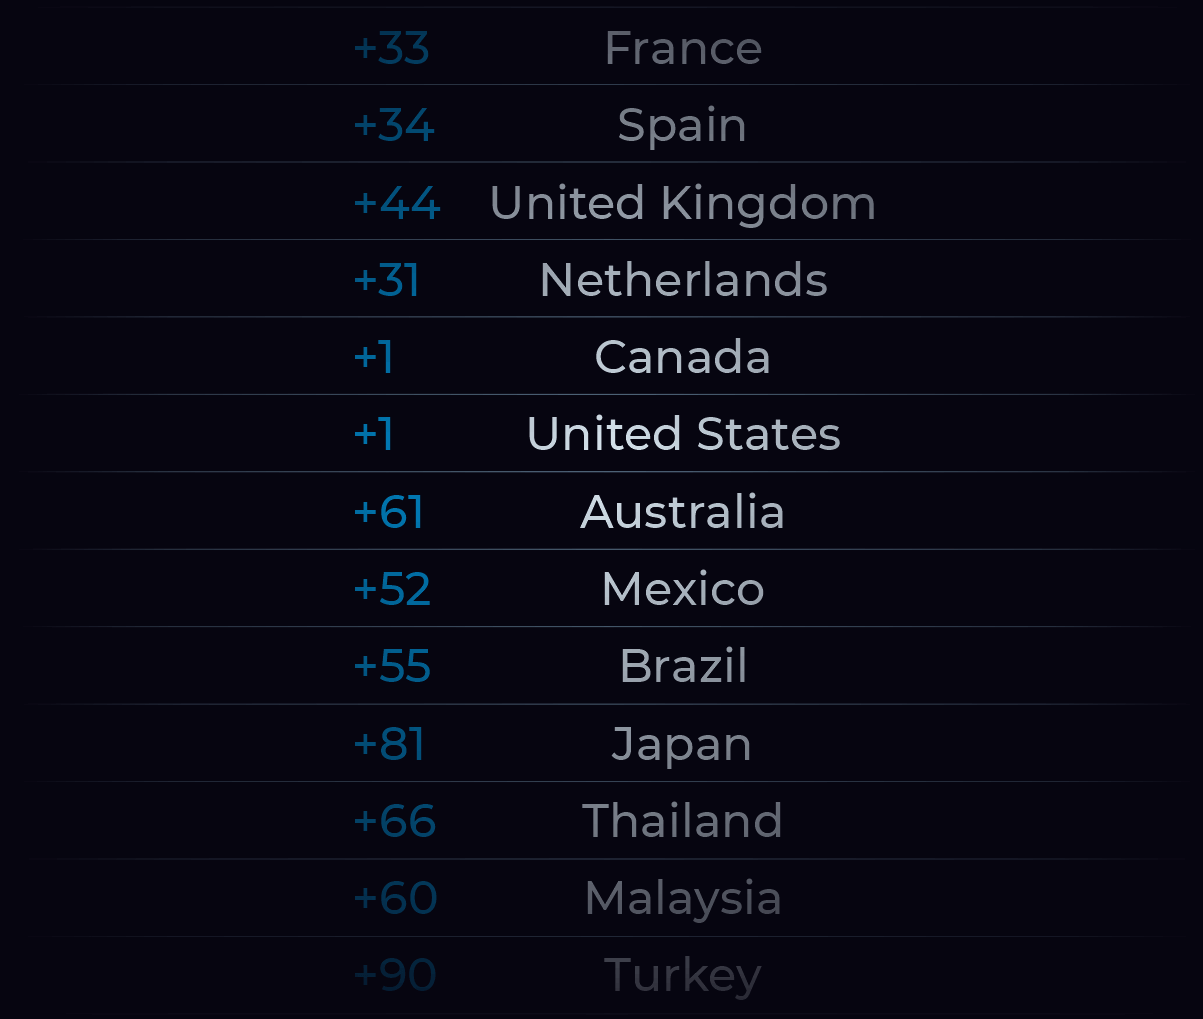 +33 France
+34 Spain
+44 United Kingdom
+31 Netherlands
+1 Canada
+1 United States
+61 Australia
+52 Mexico
+55 Brazil
+81 Japan
+66 Thailand
+60 Malaysia
+90 Turkey